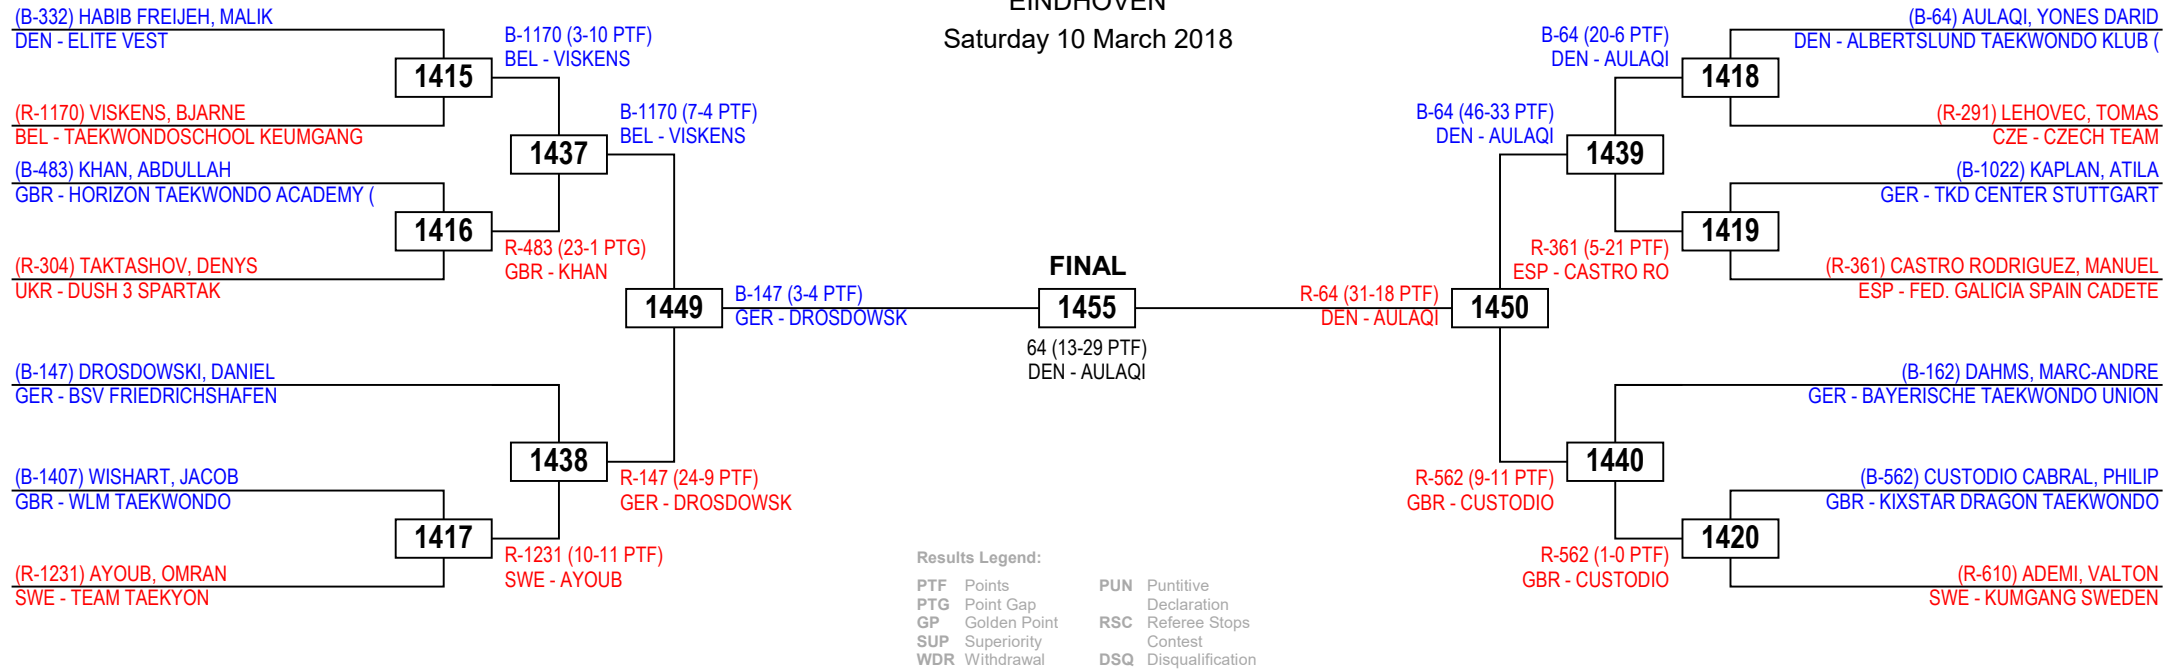 EINDHOVEN
Saturday 10 March 2018
(B-332) HABIB FREIJEH, MALIK
DEN - ELITE VEST
1415
(R-1170) VISKENS, BJARNE
BEL - TAEKWONDOSCHOOL KEUMGANG
B-1170 (3-10 PTF)
BEL - VISKENS
(B-483) KHAN, ABDULLAH
GBR - HORIZON TAEKWONDO ACADEMY (
1416
(R-304) TAKTASHOV, DENYS
UKR - DUSH 3 SPARTAK
R-483 (23-1 PTG)
GBR - KHAN
1437
B-1170 (7-4 PTF)
BEL - VISKENS
(B-147) DROSDOWSKI, DANIEL
GER - BSV FRIEDRICHSHAFEN
(B-1407) WISHART, JACOB
GBR - WLM TAEKWONDO
1417
(R-1231) AYOUB, OMRAN
SWE - TEAM TAEKYON
R-1231 (10-11 PTF)
SWE - AYOUB
1438
R-147 (24-9 PTF)
GER - DROSDOWSK
1449
B-147 (3-4 PTF)
GER - DROSDOWSK
FINAL
1455
64 (13-29 PTF)
DEN - AULAQI
R-64 (31-18 PTF)
DEN - AULAQI
1450
B-64 (46-33 PTF)
DEN - AULAQI
1439
B-64 (20-6 PTF)
DEN - AULAQI
1418
(B-64) AULAQI, YONES DARID
DEN - ALBERTSLUND TAEKWONDO KLUB (
(R-291) LEHOVEC, TOMAS
CZE - CZECH TEAM
(B-1022) KAPLAN, ATILA
GER - TKD CENTER STUTTGART
1419
(R-361) CASTRO RODRIGUEZ, MANUEL
ESP - FED. GALICIA SPAIN CADETE
R-361 (5-21 PTF)
ESP - CASTRO RO
(B-162) DAHMS, MARC-ANDRE
GER - BAYERISCHE TAEKWONDO UNION
1440
R-562 (9-11 PTF)
GBR - CUSTODIO
(B-562) CUSTODIO CABRAL, PHILIP
GBR - KIXSTAR DRAGON TAEKWONDO
1420
(R-610) ADEMI, VALTON
SWE - KUMGANG SWEDEN
R-562 (1-0 PTF)
GBR - CUSTODIO
Results Legend:
PTF Points
PTG Point Gap
GP Golden Point
SUP Superiority
WDR Withdrawal
PUN Puntitive
Declaration
RSC Referee Stops
Contest
DSQ Disqualification